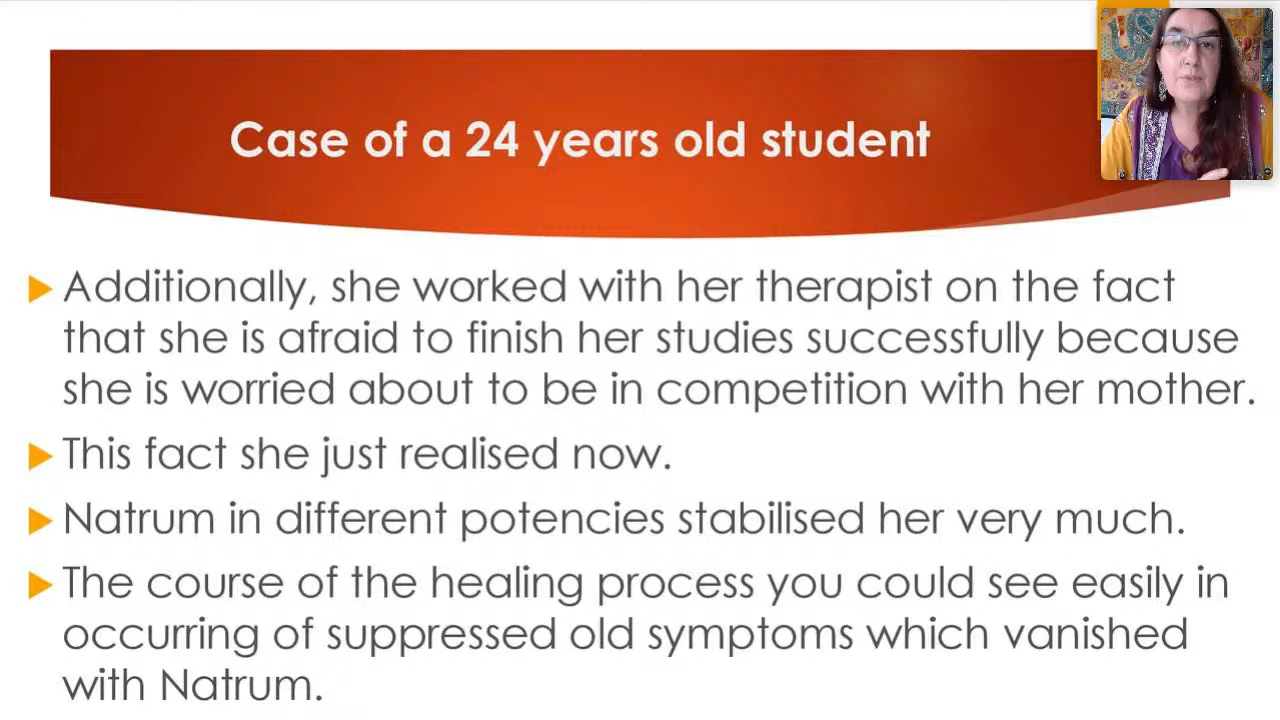 Case of a 24 years old student
Additionally, she worked with her therapist on the fact
that she is afraid to finish her studies successfully because
she is worried about to be in competition with her mother.
This fact she just realised now.
Natrum in different potencies stabilised her very much.
The course of the healing process you could see easily in
occurring of suppressed old symptoms which vanished
with Natrum.